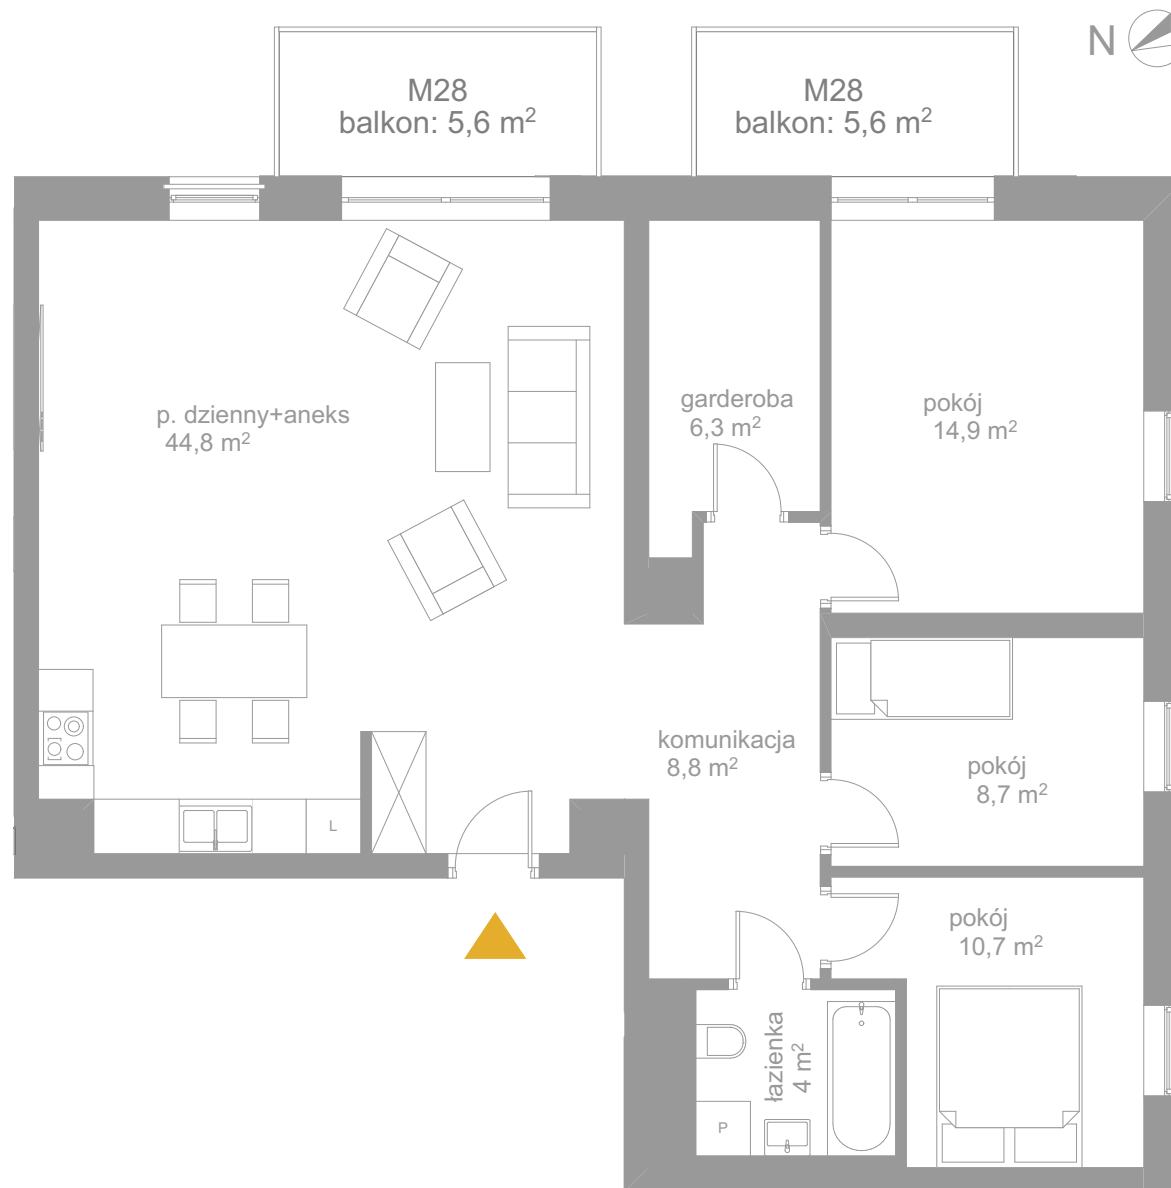 N
M28
balkon: 5,6 m²
M28
balkon: 5,6 m²
p. dzienny+aneks
44,8 m²
garderoba
6,3 m²
pokój
14,9 m²
komunikacja
8,8 m²
pokój
8,7 m²
L
pokój
10,7 m²
łazienka
4 m²
P